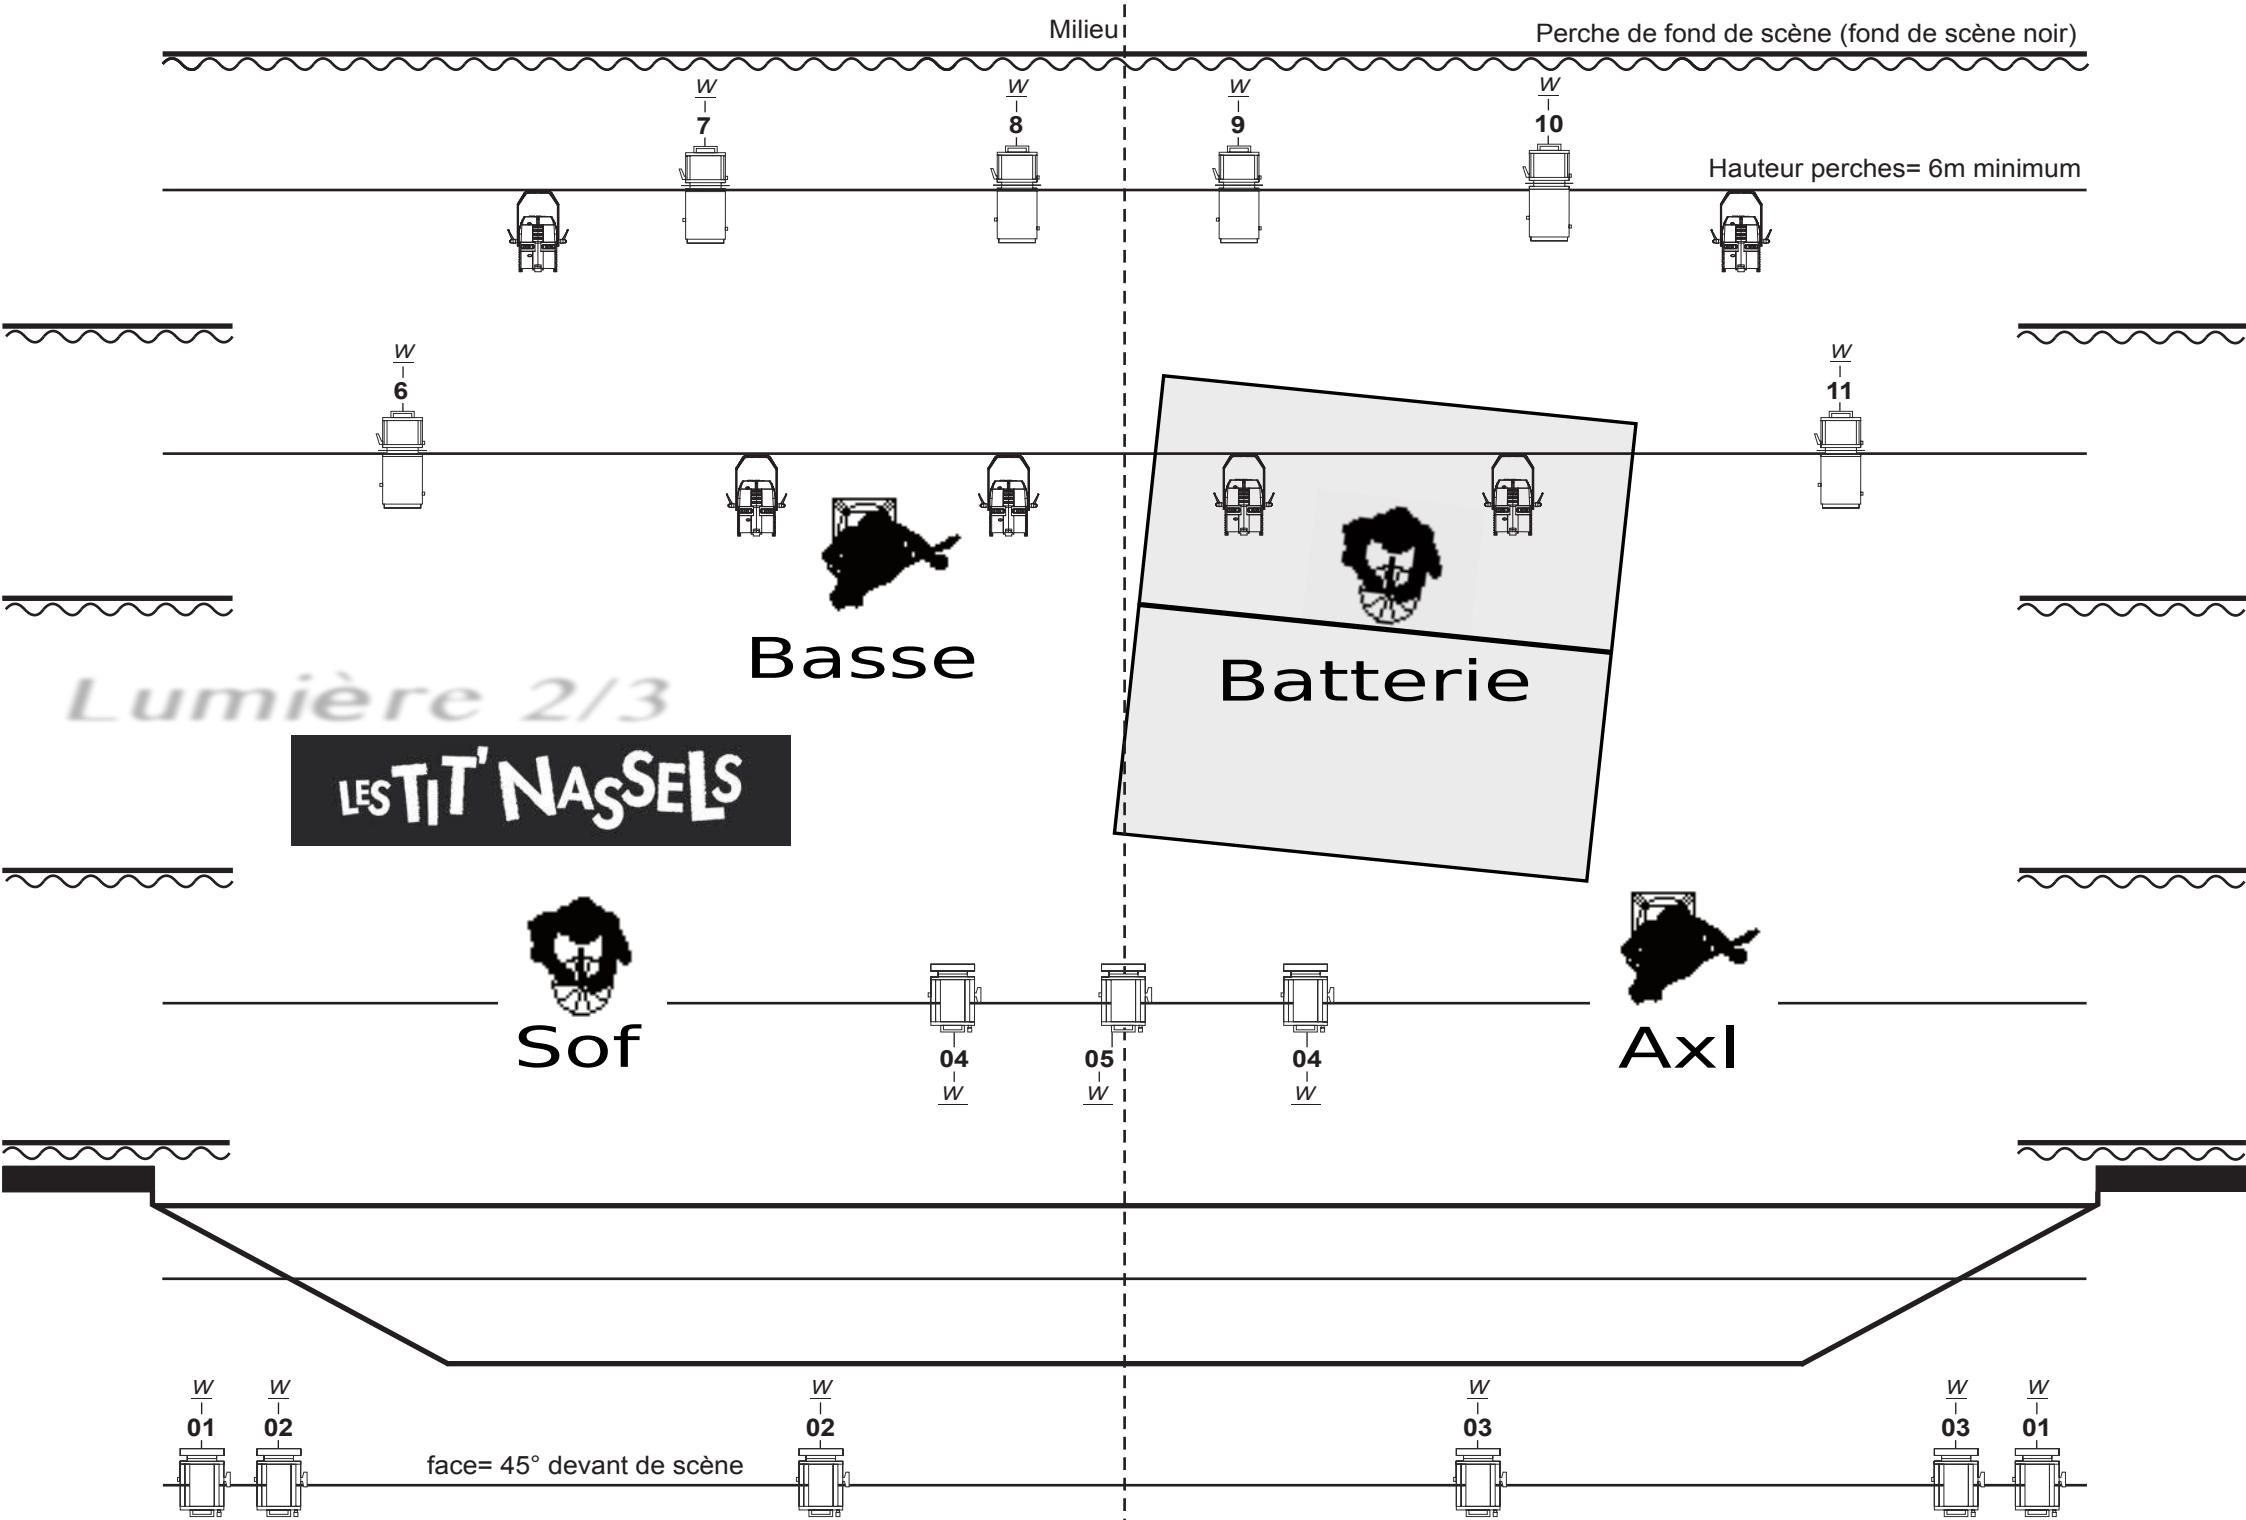 Milieu
Perche de fond de scène (fond de scène noir)
W W W W
7 8 9 10
Hauteur perches= 6m minimum
W W
6 11
Basse
Batterie
Lumière 2/3
LES TIT' NASSELS
Sof
Axl
04 05 04
W W W
W W W W W W
01 02 02 03 03 01
face= 45° devant de scène